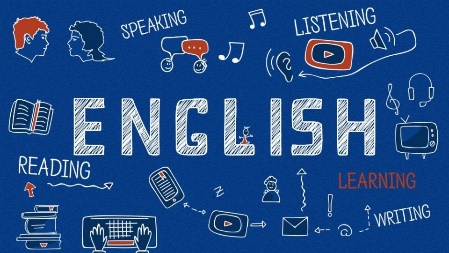 SPEAKING
LISTENING
ENGLISH
READING
LEARNING
WRITING